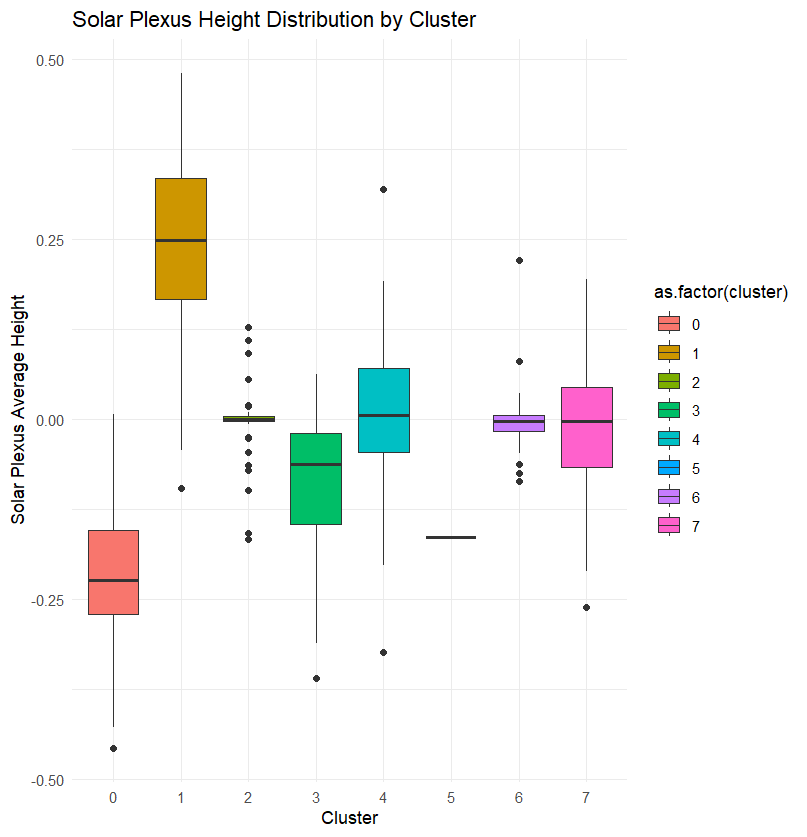 Solar Plexus Height Distribution by Cluster
Solar Plexus Average Height
0.50
0.25
0.00
-0.25
-0.50
0 1 2 3 4 5 6 7
Cluster
as.factor(cluster)
0
1
2
3
4
5
6
7